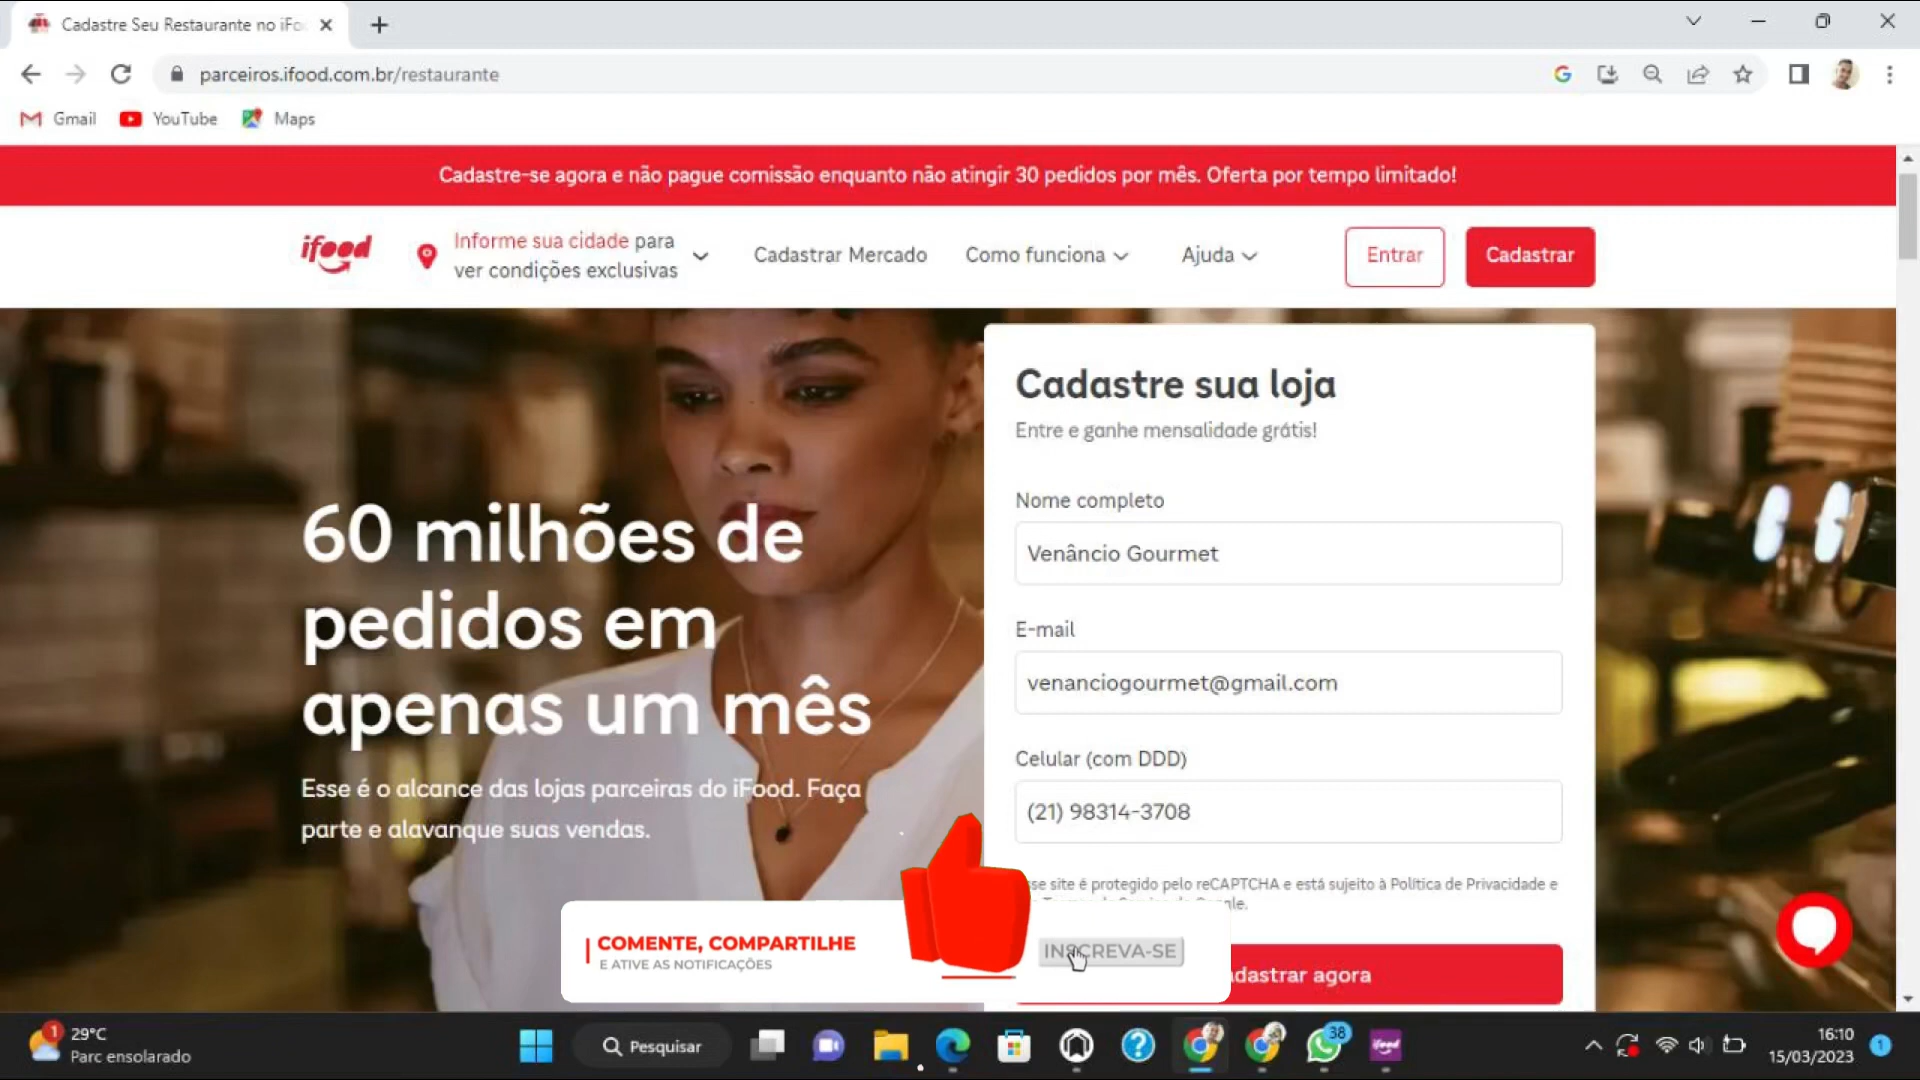 Cadastre Seu Restaurante no iFo
parceiros.ifood.com.br/restaurante
Gmail
YouTube
Maps
Cadastre-se agora e não pague comissão enquanto não atingir 30 pedidos por mês. Oferta por tempo limitado!
ifood
Informe sua cidade para
ver condições exclusivas
Cadastrar Mercado
Como funciona
Ajuda
Entrar
Cadastrar
60 milhões de
pedidos em
apenas um mês
Esse é o alcance das lojas parceiras do iFood. Faça
parte e alavanque suas vendas.
Cadastre sua loja
Entre e ganhe mensalidade grátis!
Nome completo
Venâncio Gourmet
E-mail
venanciogourmet@gmail.com
Celular (com DDD)
(21) 98314-3708
site é protegido pelo reCAPTCHA e está sujeito à Política de Privacidade e
COMENTE, COMPARTILHE
E ATIVE AS NOTIFICAÇÕES
INSCREVA-SE
dastrar agora
1
29°C
Parc ensolarado
Pesquisar
38
ifood
16:10
15/03/2023
1